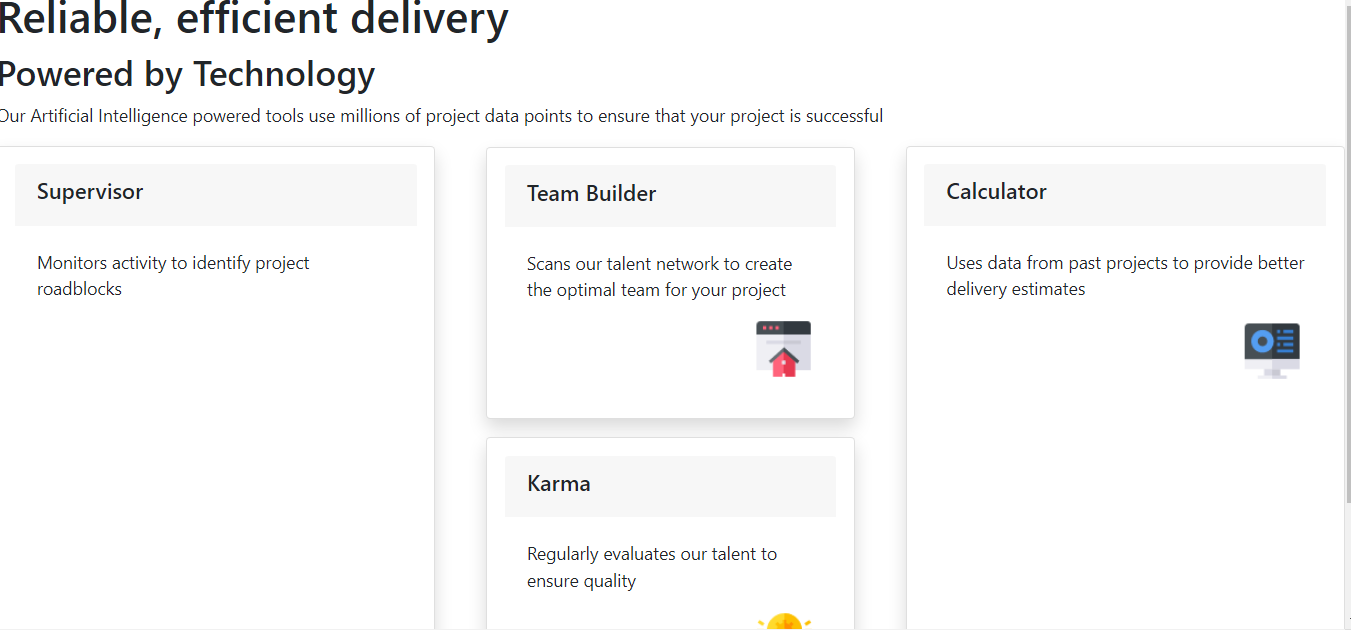 Reliable, efficient delivery
Powered by Technology
Our Artificial Intelligence powered tools use millions of project data points to ensure that your project is successful
Supervisor
Monitors activity to identify project
roadblocks
Team Builder
Scans our talent network to create
the optimal team for your project
Karma
Regularly evaluates our talent to
ensure quality
Calculator
Uses data from past projects to provide better
delivery estimates